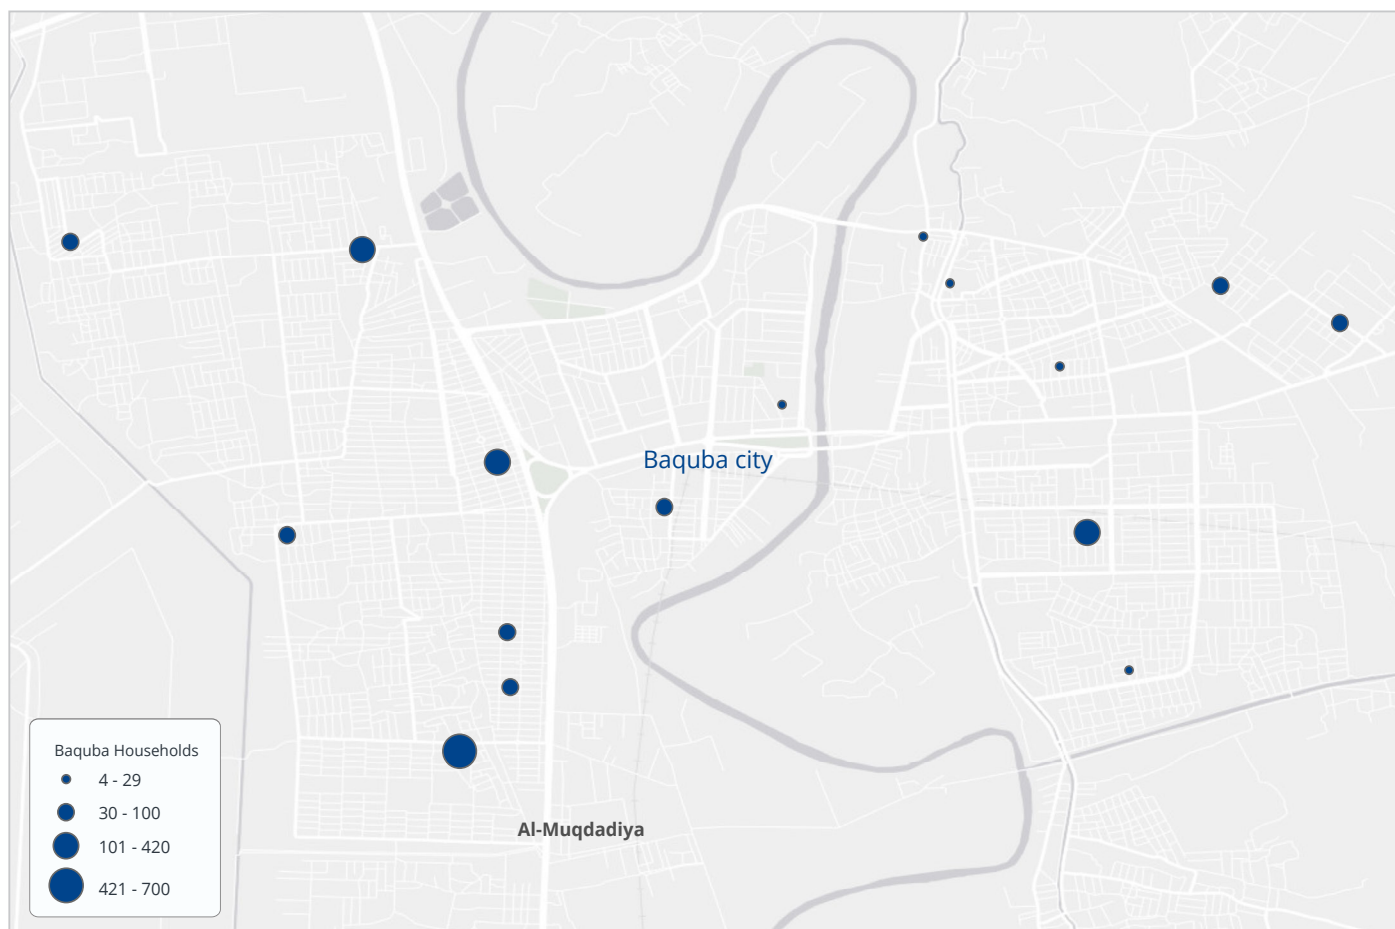 Baquba city
Al-Muqdadiya
Baquba Households
4 - 29
30 - 100
101 - 420
421 - 700